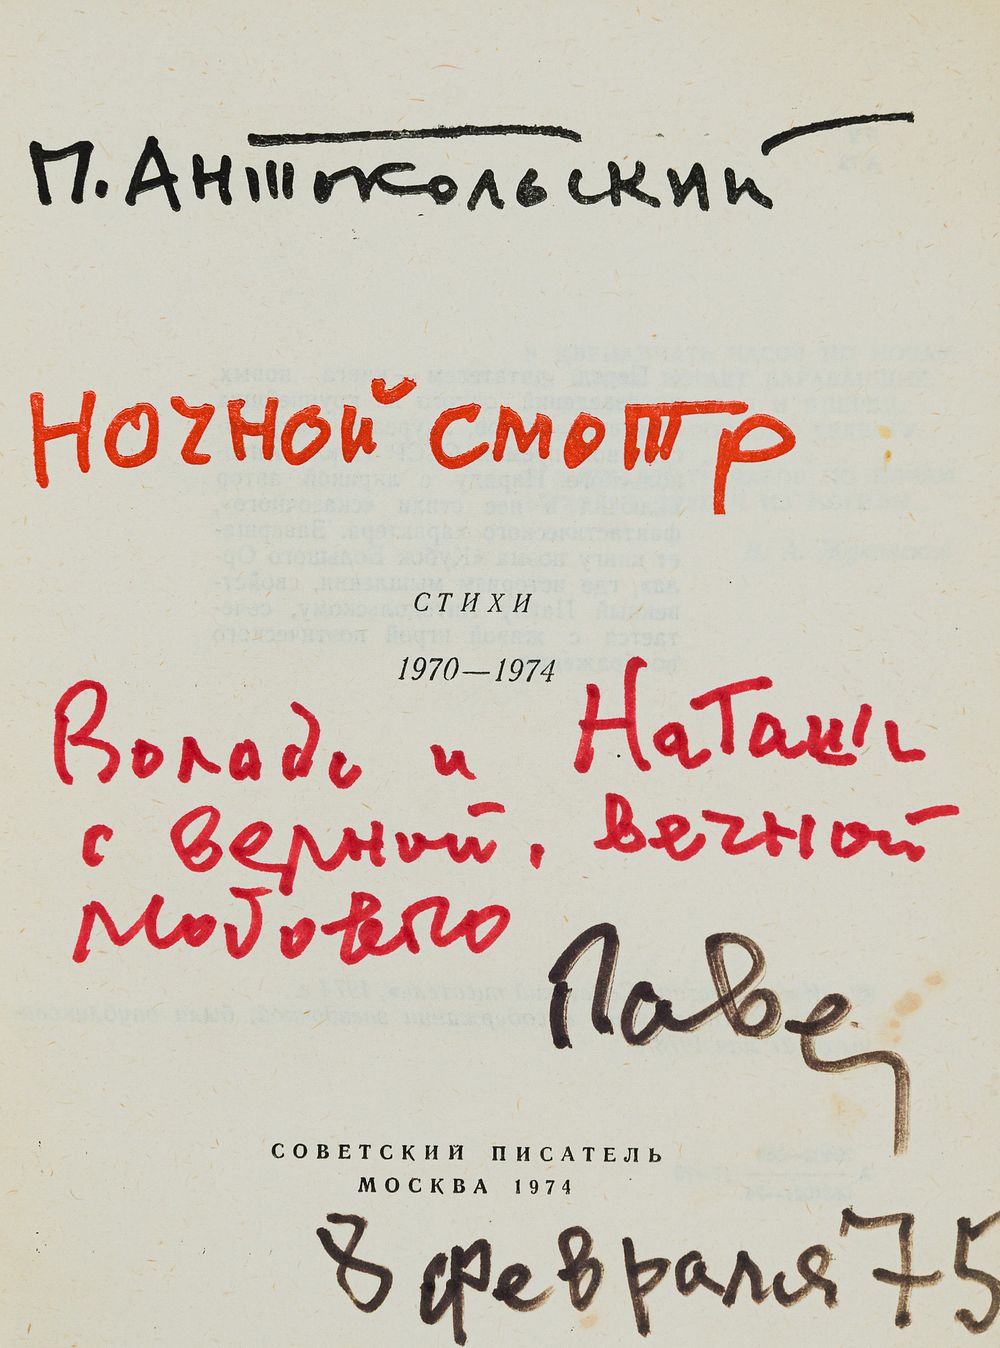 П. Антокольский
Ночной смотр
СТИХИ
1970—1974
Володе и Наташе
с верной, вечной
любовью
Павел
СОВЕТСКИЙ ПИСАТЕЛЬ
МОСКВА 1974
8 февраля 75